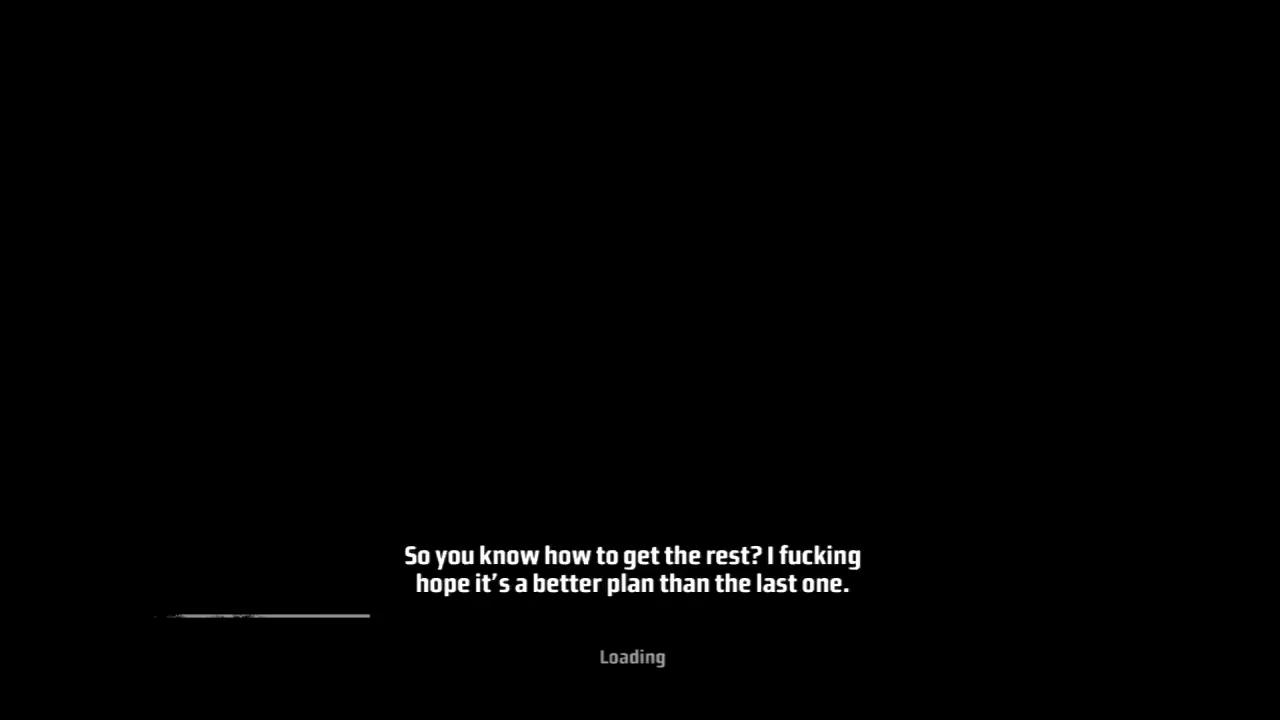 So you know how to get the rest? I fucking
hope it’s a better plan than the last one.
Loading